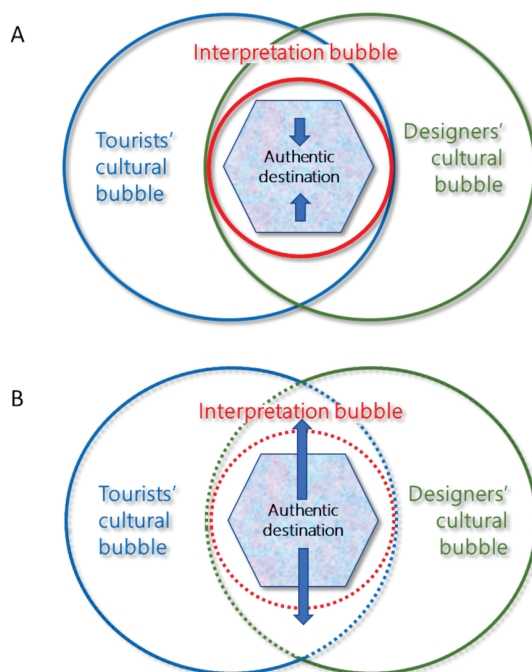 A
Interpretation bubble
Tourists'
cultural
bubble
Authentic
destination
Designers'
cultural
bubble
B
Interpretation bubble
Tourists'
cultural
bubble
Authentic
destination
Designers'
cultural
bubble